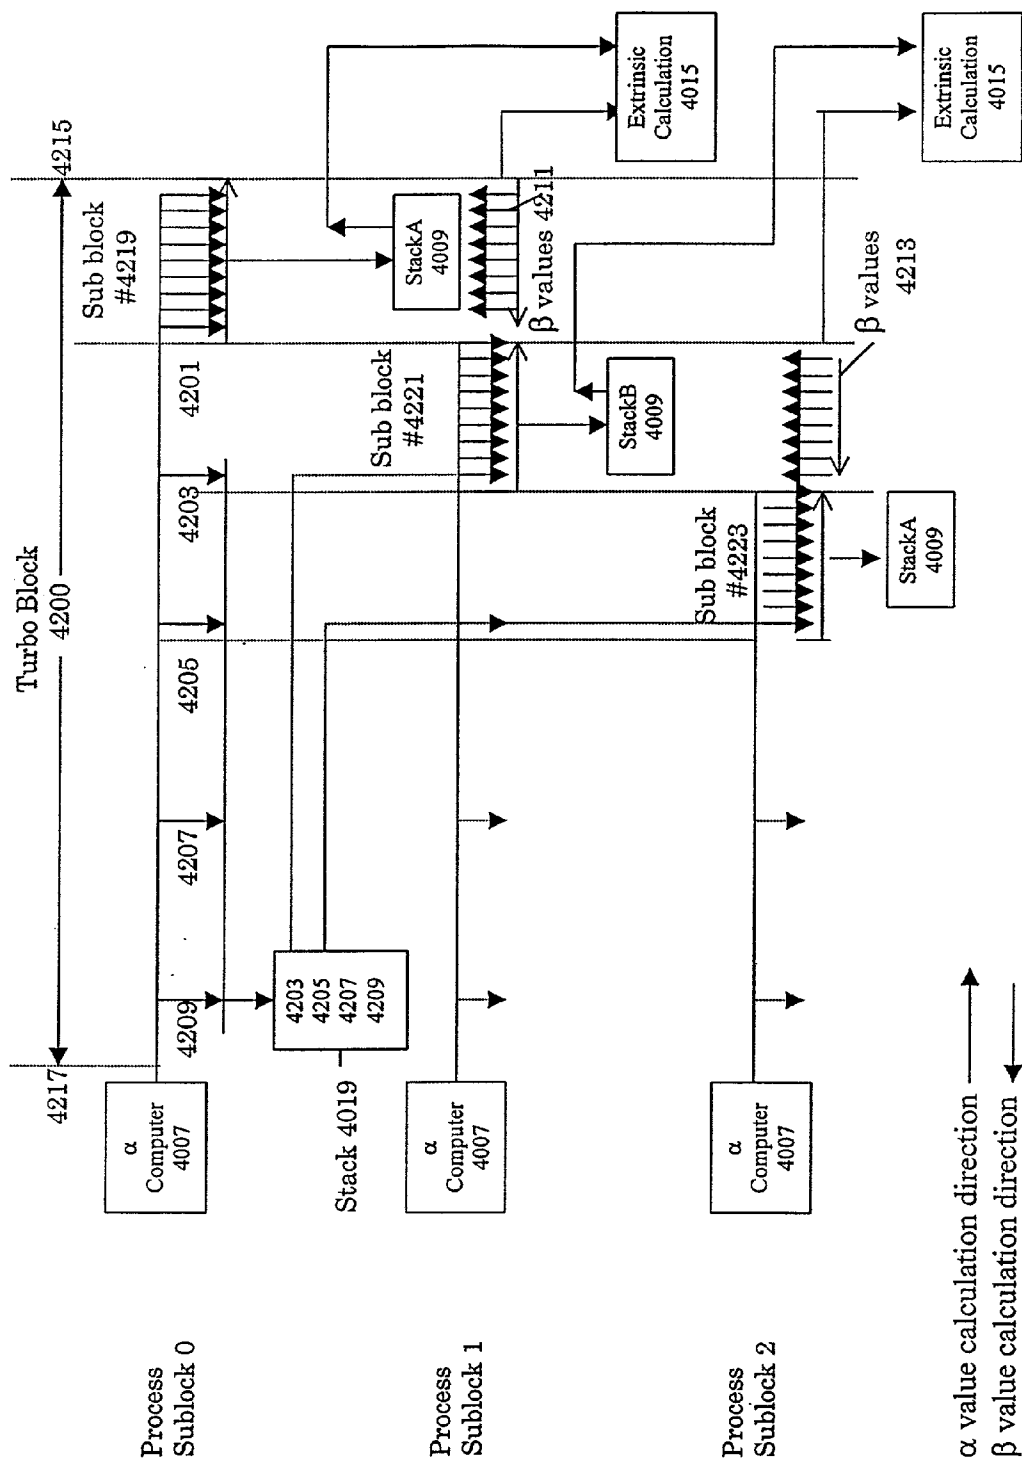 Turbo Block
4200
4217
4215
Process
Sublock 0
α
Computer
4007
4209
4207
4205
4203
4201
Sub block
#4219
Stack 4019
4203
4205
4207
4209
StackA
4009
Extrinsic
Calculation
4015
Process
Sublock 1
α
Computer
4007
Sub block
#4221
β values 4211
StackB
4009
Extrinsic
Calculation
4015
Process
Sublock 2
α
Computer
4007
Sub block
#4223
β values
4213
StackA
4009
α value calculation direction
β value calculation direction